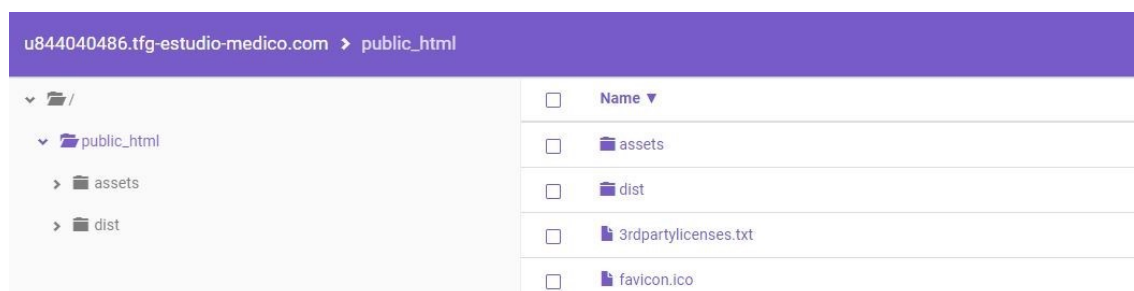 u844040486.tfg-estudio-medico.com > public_html
/
public_html
assets
dist
Name ▼
assets
dist
3rdpartylicenses.txt
favicon.ico